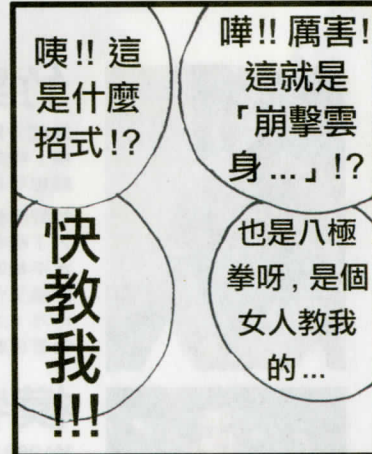 嘩!! 厲害!
這就是
「崩擊雲
身...」!?
咦!! 這
是什麼
招式!?
也是八極
拳呀, 是個
女人教我
的...
快
教
我
!!!